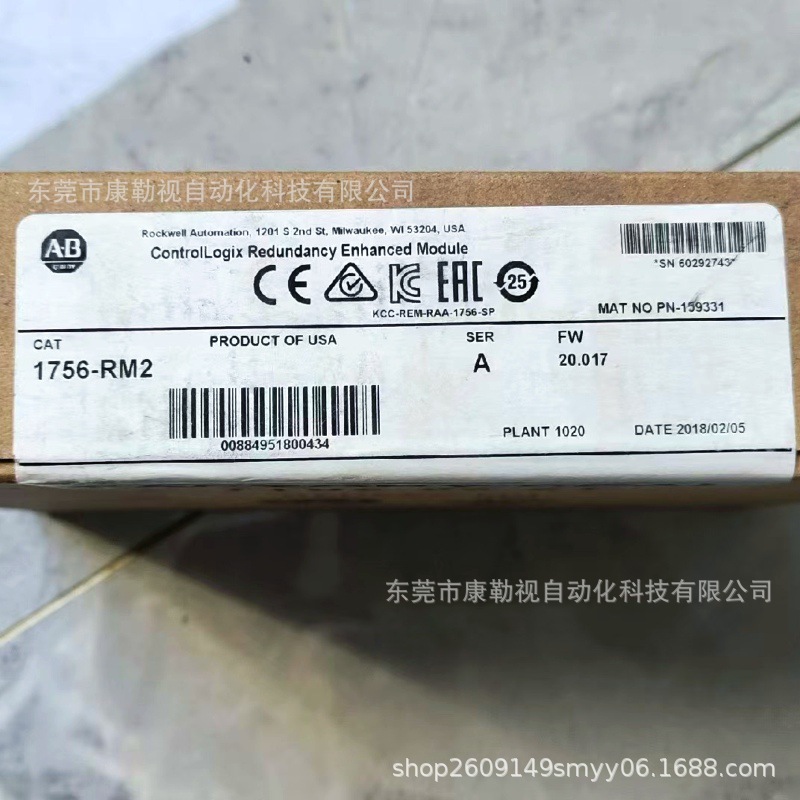 东莞市康勒视自动化科技有限公司
A-B
Rockwell Automation, 1201 S 2nd St, Milwaukee, WI 53204, USA
ControlLogix Redundancy Enhanced Module
*SN 60292743*
CE KC EAC 25
KCC-REM-RAA-1756-SP
MAT NO PN-159331
CAT PRODUCT OF USA SER FW
1756-RM2 A 20.017
00884951800434
PLANT 1020 DATE 2018/02/05
东莞市康勒视自动化科技有限公司
shop2609149smyy06.1688.com